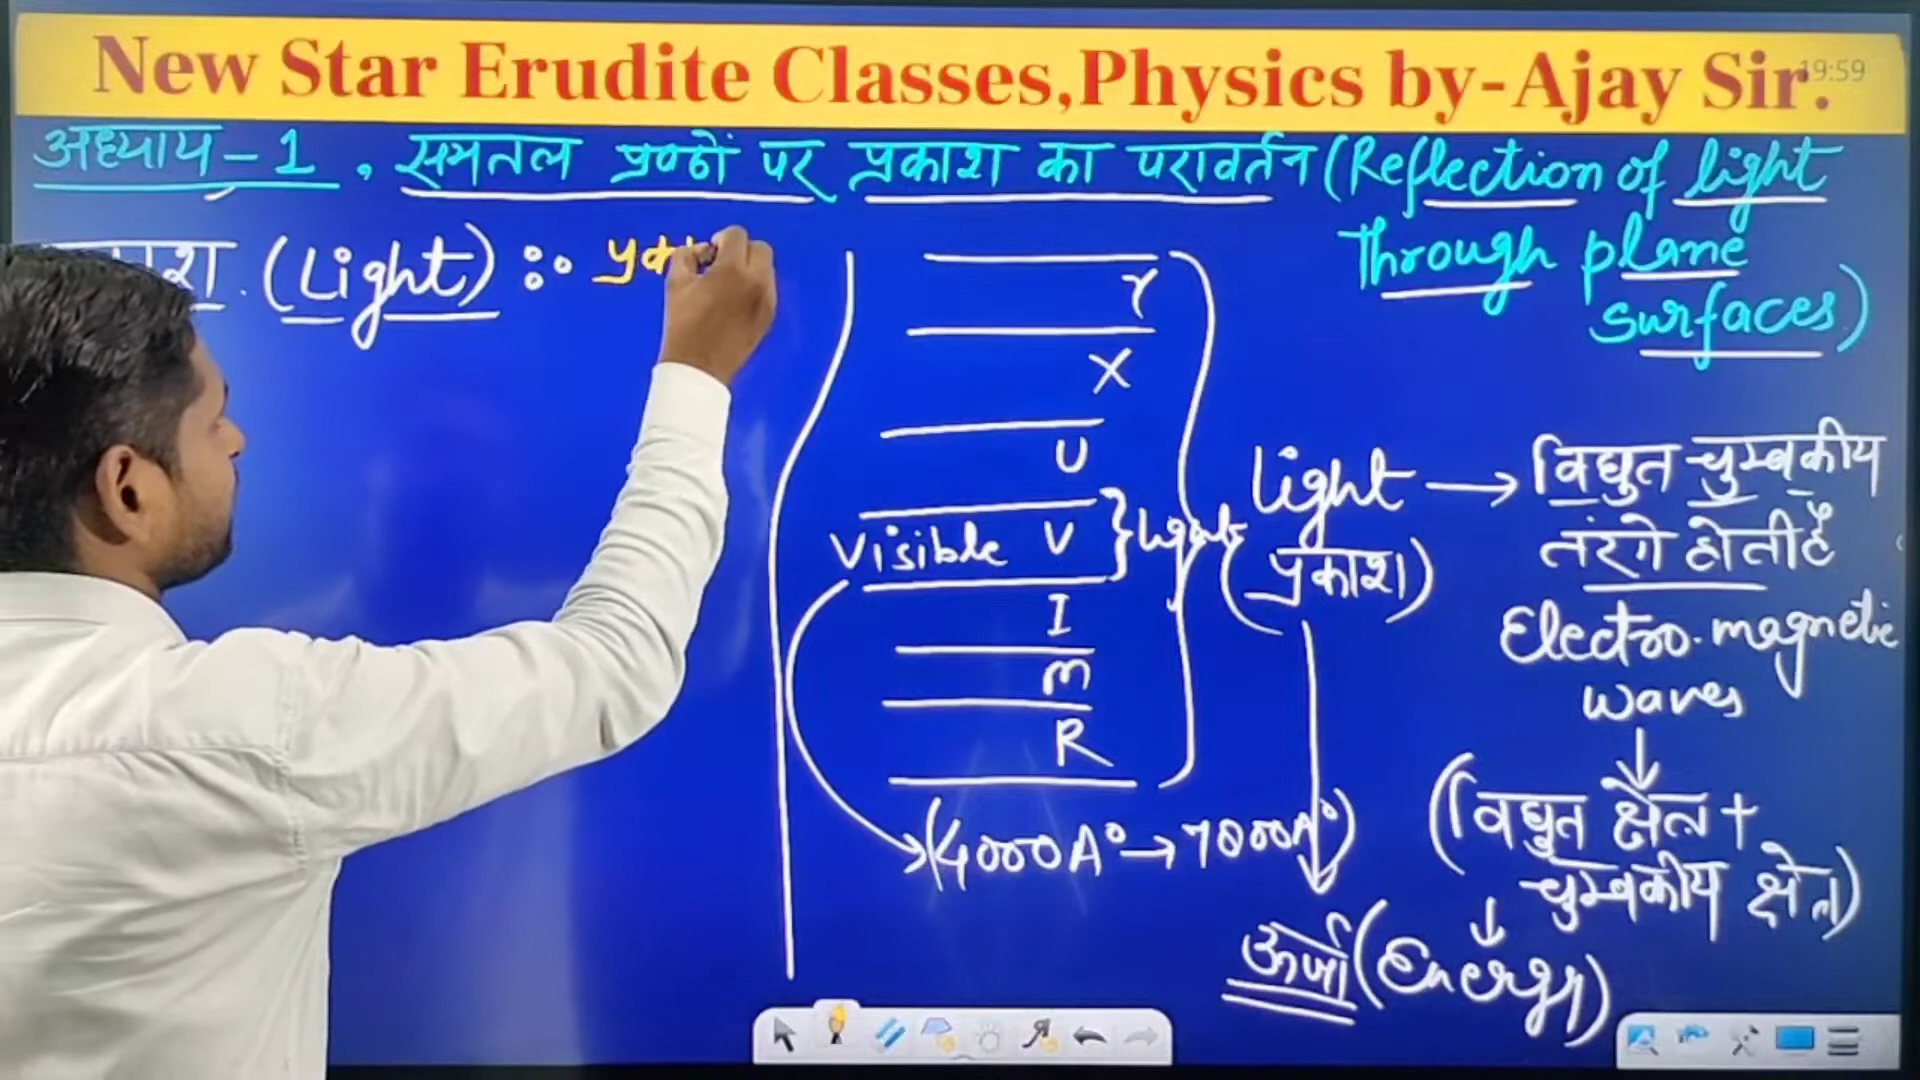 New Star Erudite Classes,Physics by-Ajay Sir.
19:59
अध्याय-1, समतल पृष्ठों पर प्रकाश का परावर्तन (Reflection of light
through plane
surfaces)
(Light) :-
γ
X
U
Visible V } light
I
M
R
(4000A° → 7800A°)
light → विद्युत चुम्बकीय
(प्रकाश)
तरंगे होती हैं
Electro.magnetic
waves
(विद्युत क्षेत्र +
चुम्बकीय क्षेत्र)
ऊर्जा (Energy)